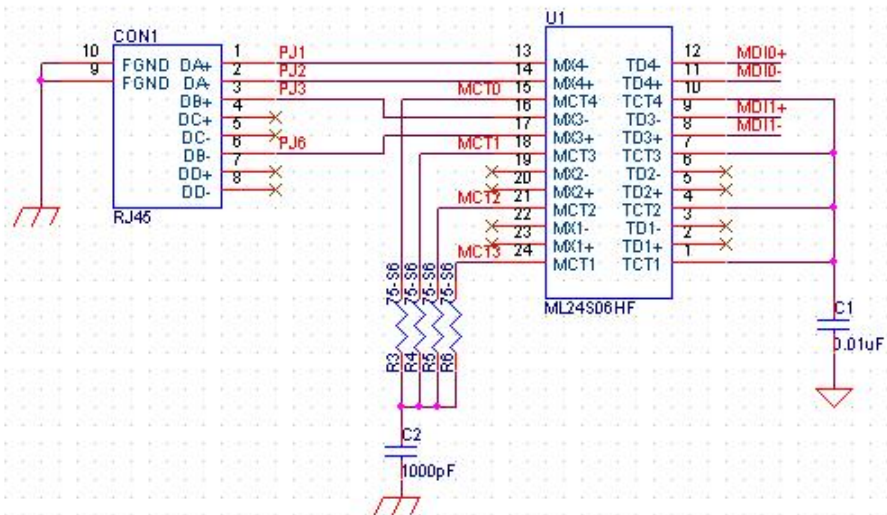 CON1
10 FGND DA+ 1 PJ1
9 FGND DA- 2 PJ2
DB+ 3 PJ3
DC+ 4
DC- 5
DB- 6 PJ6
DD+ 7
DD- 8
RJ45
U1
13 MX4- TD4- 12 MDI0+
14 MX4+ TD4+ 11 MDI0-
MCT0 15 MCT4 TCT4 10
16 MX3- TD3- 9 MDI1+
17 MX3+ TD3+ 8 MDI1-
MCT1 18 MCT3 TCT3 7
19 MX2- TD2- 6
20 MX2+ TD2+ 5
MCT2 21 MCT2 TCT2 4
22 MX1- TD1- 3
23 MX1+ TD1+ 2
MCT3 24 MCT1 TCT1 1
ML24S06HF
75-S6
75-S6
75-S6
75-S6
R3
R4
R5
R6
C2
1000pF
C1
0.01uF